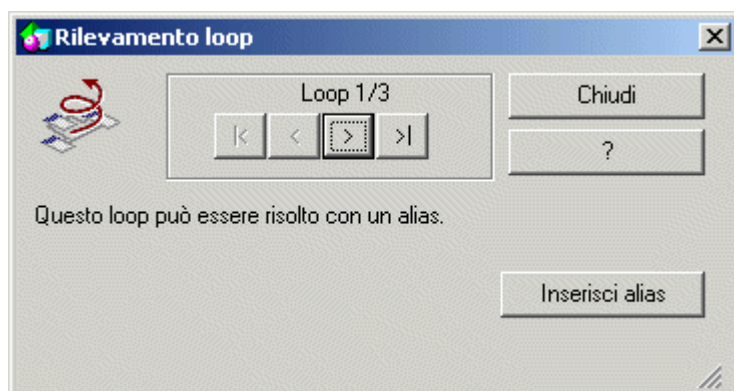 Rilevamento loop
Loop 1/3
|< < > >|
Chiudi
?
Questo loop può essere risolto con un alias.
Inserisci alias